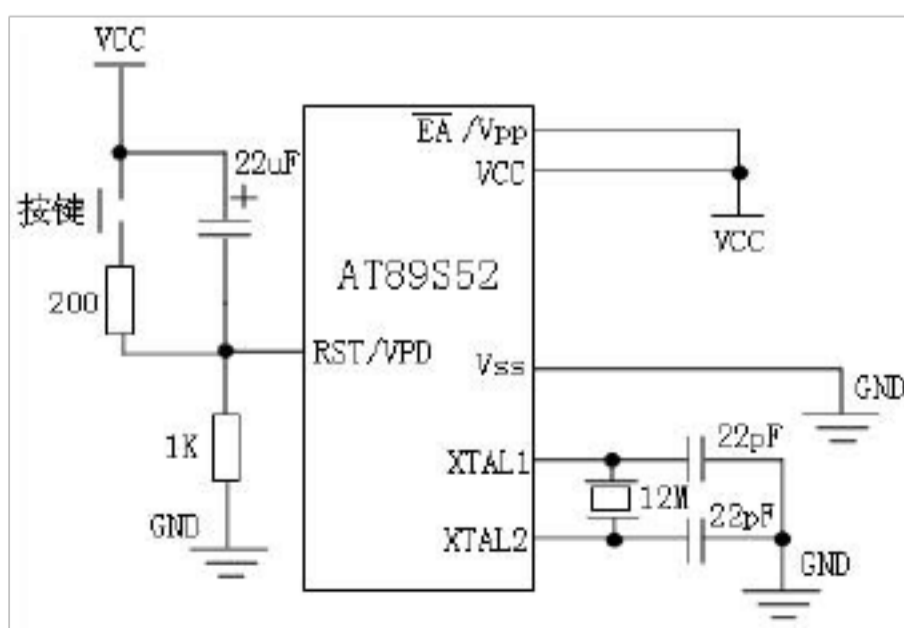 VCC
22uF
+
按键
200
1K
GND
EA/Vpp
VCC
VCC
AT89S52
RST/VPD
Vss
GND
XTAL1
22pF
12M
XTAL2
22pF
GND